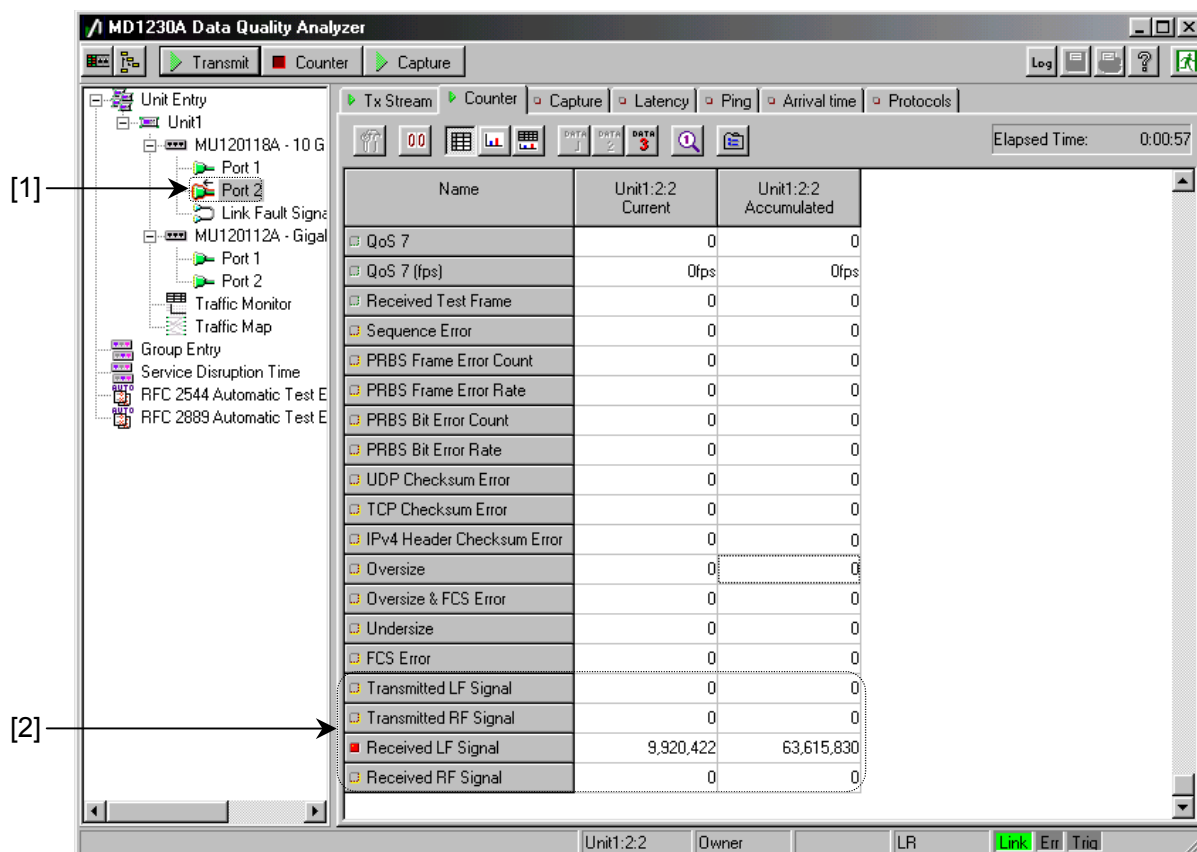 MD1230A Data Quality Analyzer
Transmit Counter Capture Log
Unit Entry
Unit1
MU120118A - 10 G
Port 1
[1] Port 2
Link Fault Signa
MU120112A - Gigal
Port 1
Port 2
Traffic Monitor
Traffic Map
Group Entry
Service Disruption Time
AUTO RFC 2544 Automatic Test E
AUTO RFC 2889 Automatic Test E
Tx Stream Counter Capture Latency Ping Arrival time Protocols
0.0 DATA 1 DATA 2 DATA 3 Elapsed Time: 0:00:57
Name Unit1:2:2 Current Unit1:2:2 Accumulated
QoS 7 0 0
QoS 7 (fps) 0fps 0fps
Received Test Frame 0 0
Sequence Error 0 0
PRBS Frame Error Count 0 0
PRBS Frame Error Rate 0 0
PRBS Bit Error Count 0 0
PRBS Bit Error Rate 0 0
UDP Checksum Error 0 0
TCP Checksum Error 0 0
IPv4 Header Checksum Error 0 0
Oversize 0 0
Oversize & FCS Error 0 0
Undersize 0 0
FCS Error 0 0
Transmitted LF Signal 0 0
[2] Transmitted RF Signal 0 0
Received LF Signal 9,920,422 63,615,830
Received RF Signal 0 0
Unit1:2:2 Owner LR Link Err Trig